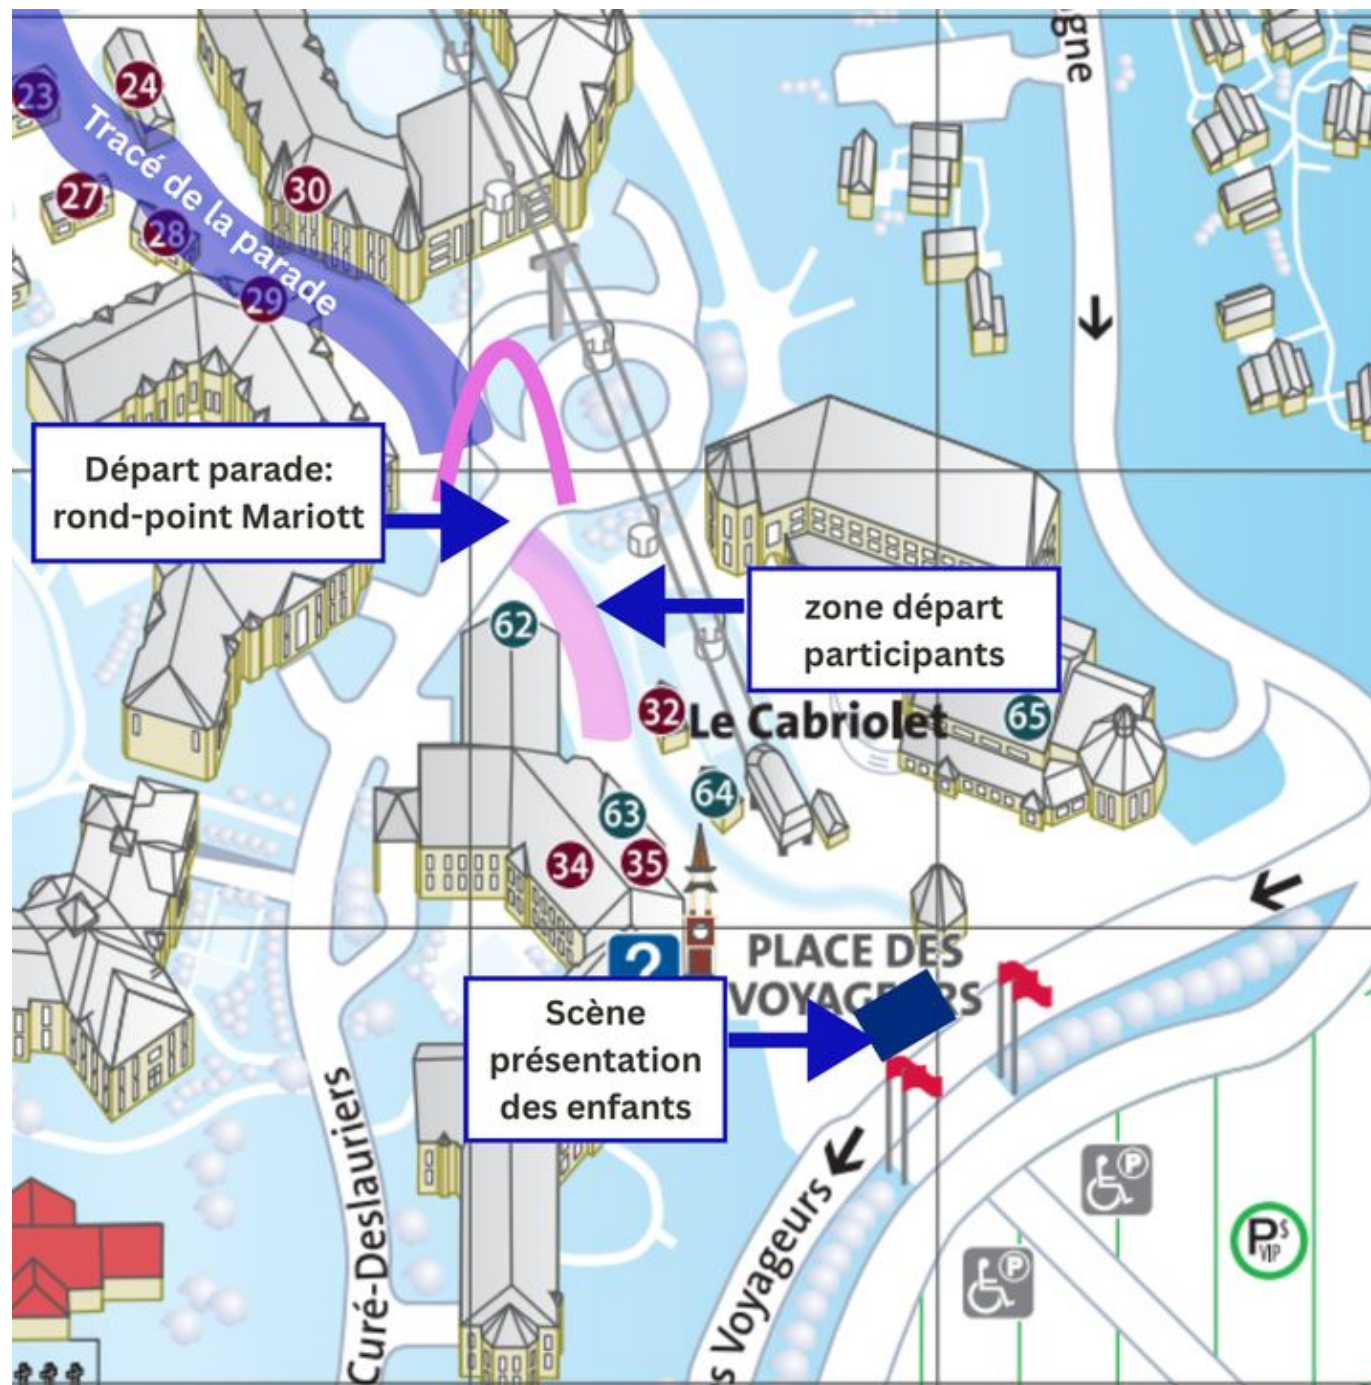 gne
23
24
Tracé de la parade
27
28
29
30
Départ parade:
rond-point Mariott
zone départ
participants
62
32
Le Cabriolet
65
64
63
34
35
?
PLACE DES
VOYAGEURS
Scène
présentation
des enfants
Curé-Deslauriers
s Voyageurs
P
P
P S
VIP